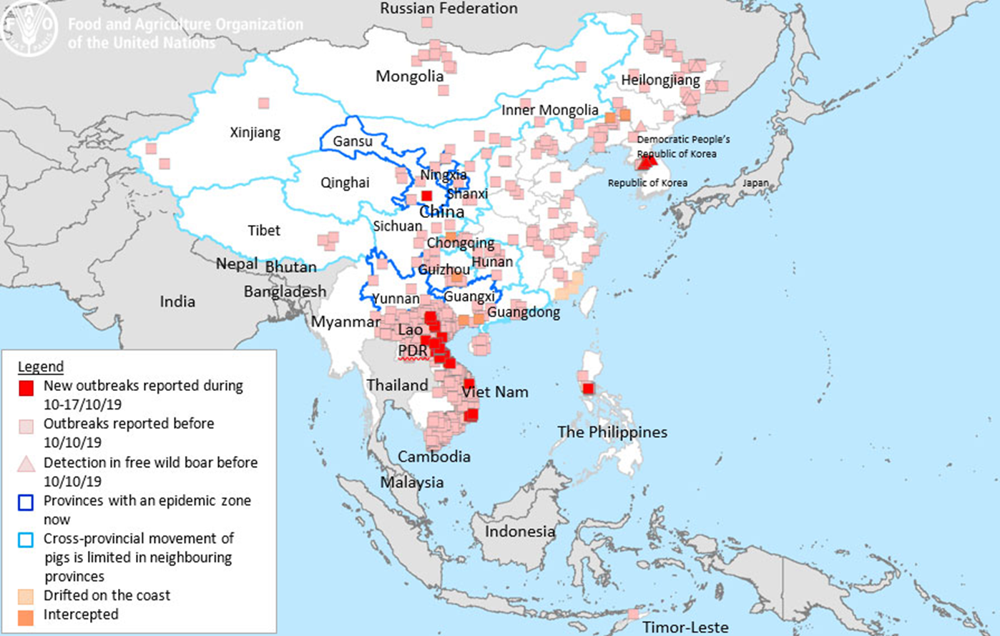 Russian Federation
F A O
FIAT PANIS
Food and Agriculture Organization
of the United Nations
Mongolia
Heilongjiang
Inner Mongolia
Xinjiang
Gansu
Democratic People's
Republic of Korea
Qinghai
Ningxia
Republic of Korea
Japan
Shanxi
China
Sichuan
Tibet
Chongqing
Nepal
Bhutan
Hunan
Guizhou
Bangladesh
India
Yunnan
Guangxi
Guangdong
Myanmar
Lao
PDR
Thailand
Viet Nam
The Philippines
Cambodia
Malaysia
Indonesia
Timor-Leste
Legend
New outbreaks reported during
10-17/10/19
Outbreaks reported before
10/10/19
Detection in free wild boar before
10/10/19
Provinces with an epidemic zone
now
Cross-provincial movement of
pigs is limited in neighbouring
provinces
Drifted on the coast
Intercepted